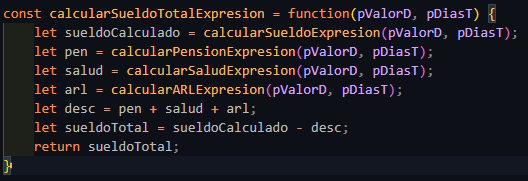 const calcularSueldoTotalExpresion = function(pValorD, pDiasT) {
    let sueldoCalculado = calcularSueldoExpresion(pValorD, pDiasT);
    let pen = calcularPensionExpresion(pValorD, pDiasT);
    let salud = calcularSaludExpresion(pValorD, pDiasT);
    let arl = calcularARLExpresion(pValorD, pDiasT);
    let desc = pen + salud + arl;
    let sueldoTotal = sueldoCalculado - desc;
    return sueldoTotal;
}